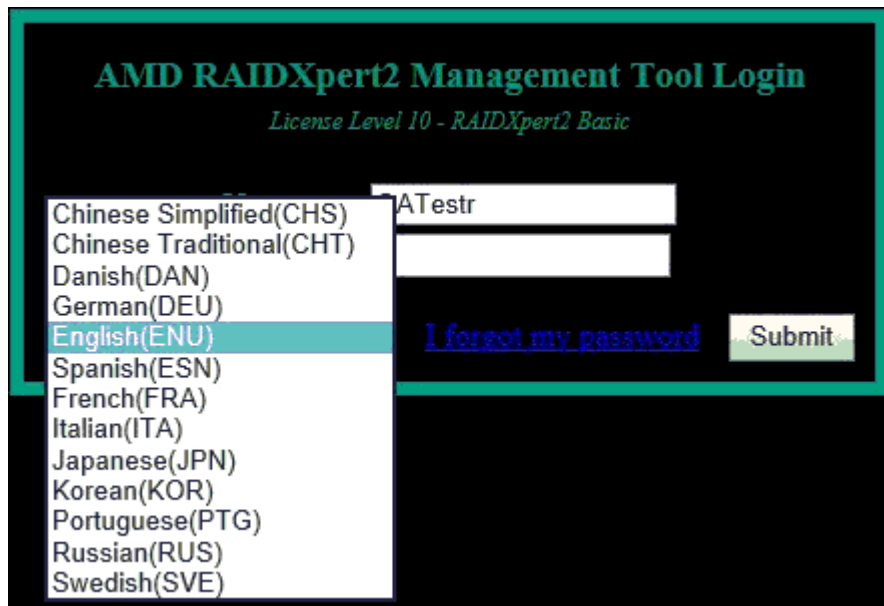 AMD RAIDXpert2 Management Tool Login
License Level 10 - RAIDXpert2 Basic
ATestr
Chinese Simplified(CHS)
Chinese Traditional(CHT)
Danish(DAN)
German(DEU)
English(ENU)
Spanish(ESN)
French(FRA)
Italian(ITA)
Japanese(JPN)
Korean(KOR)
Portuguese(PTG)
Russian(RUS)
Swedish(SVE)
I forgot my password
Submit